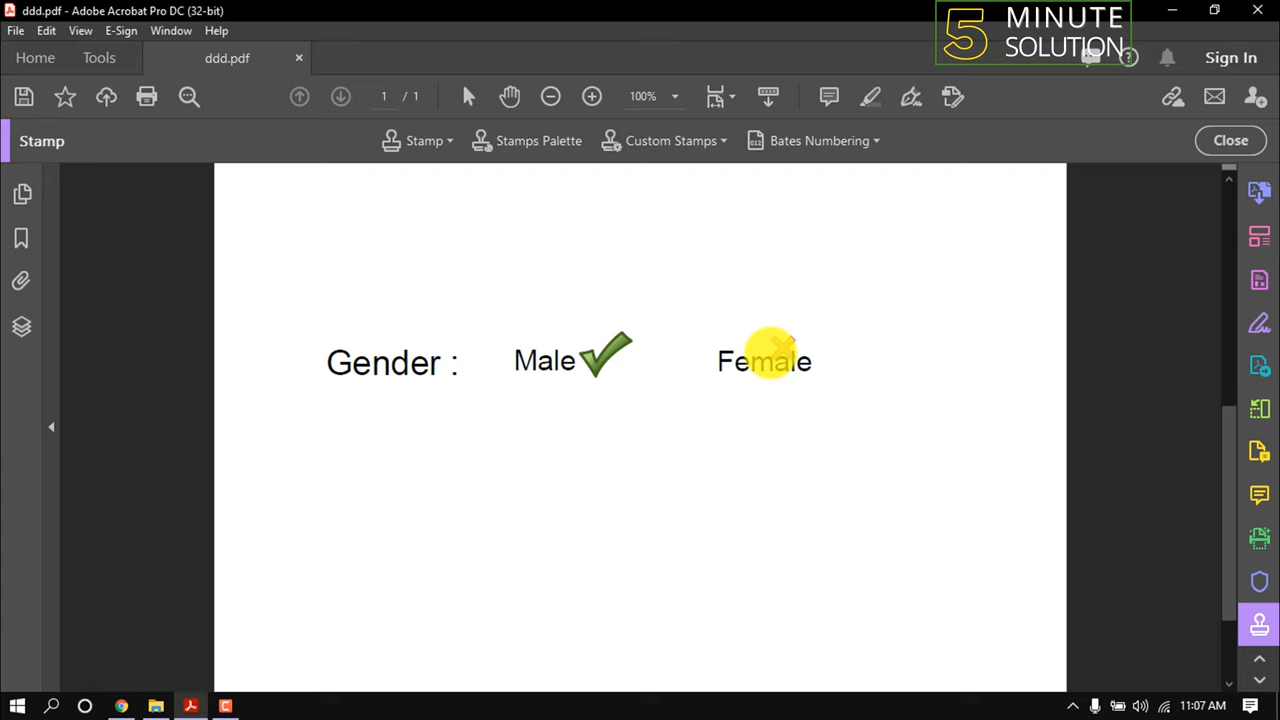 ddd.pdf - Adobe Acrobat Pro DC (32-bit)
5 MINUTE
SOLUTION
File Edit View E-Sign Window Help
Home Tools ddd.pdf × Sign In
1 / 1 100%
Stamp Stamp Stamps Palette Custom Stamps Bates Numbering Close
Gender : Male Female
11:07 AM